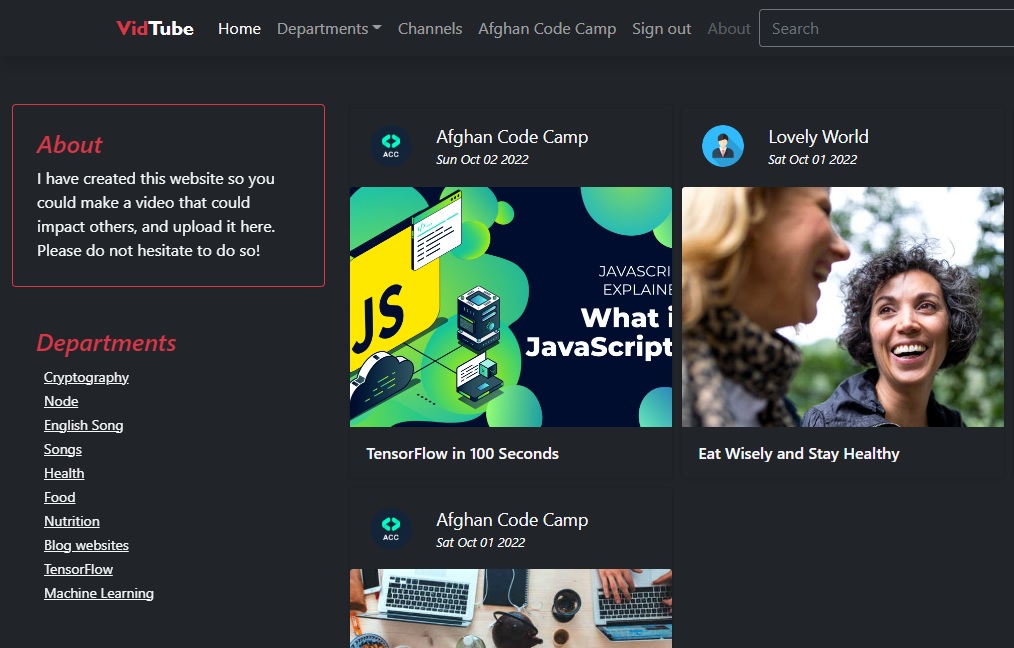 VidTube Home Departments Channels Afghan Code Camp Sign out About Search
About
I have created this website so you
could make a video that could
impact others, and upload it here.
Please do not hesitate to do so!
Departments
Cryptography
Node
English Song
Songs
Health
Food
Nutrition
Blog websites
TensorFlow
Machine Learning
ACC
Afghan Code Camp
Sun Oct 02 2022
JS
JAVASCRI
EXPLAINE
What i
JavaScript
TensorFlow in 100 Seconds
Lovely World
Sat Oct 01 2022
Eat Wisely and Stay Healthy
ACC
Afghan Code Camp
Sat Oct 01 2022